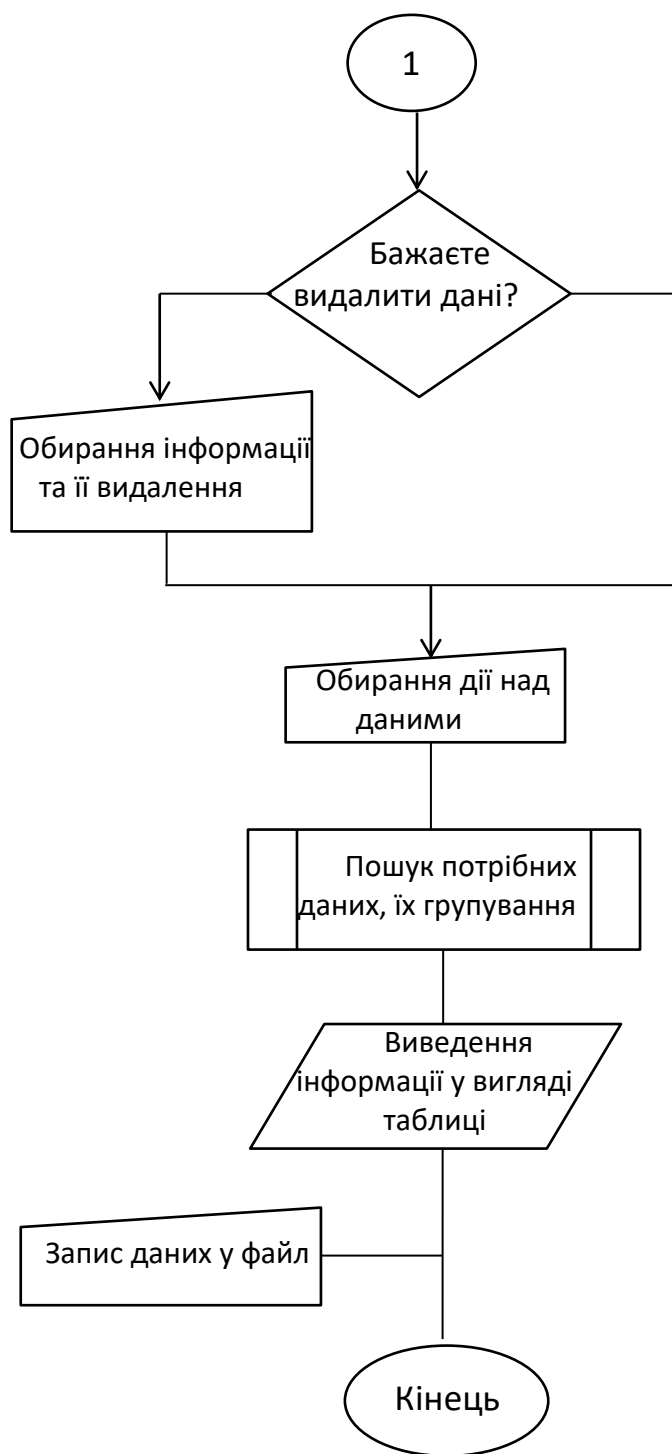 1
Бажаєте
видалити дані?
Обирання інформації
та її видалення
Обирання дії над
даними
Пошук потрібних
даних, їх групування
Виведення
інформації у вигляді
таблиці
Запис даних у файл
Кінець